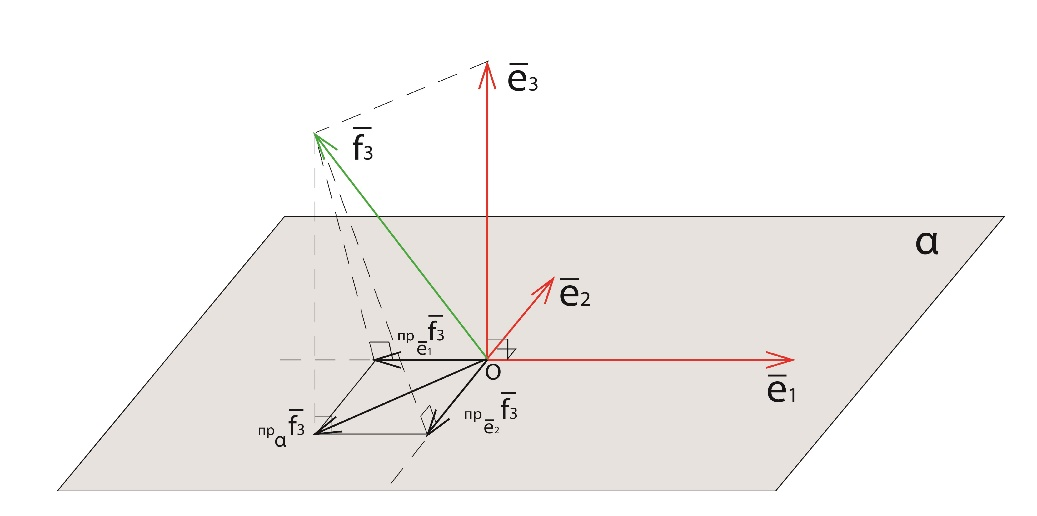 ē₃
f̄₃
α
ē₂
пр ē₁ f̄₃
O
ē₁
пр ē₂ f̄₃
пр α f̄₃